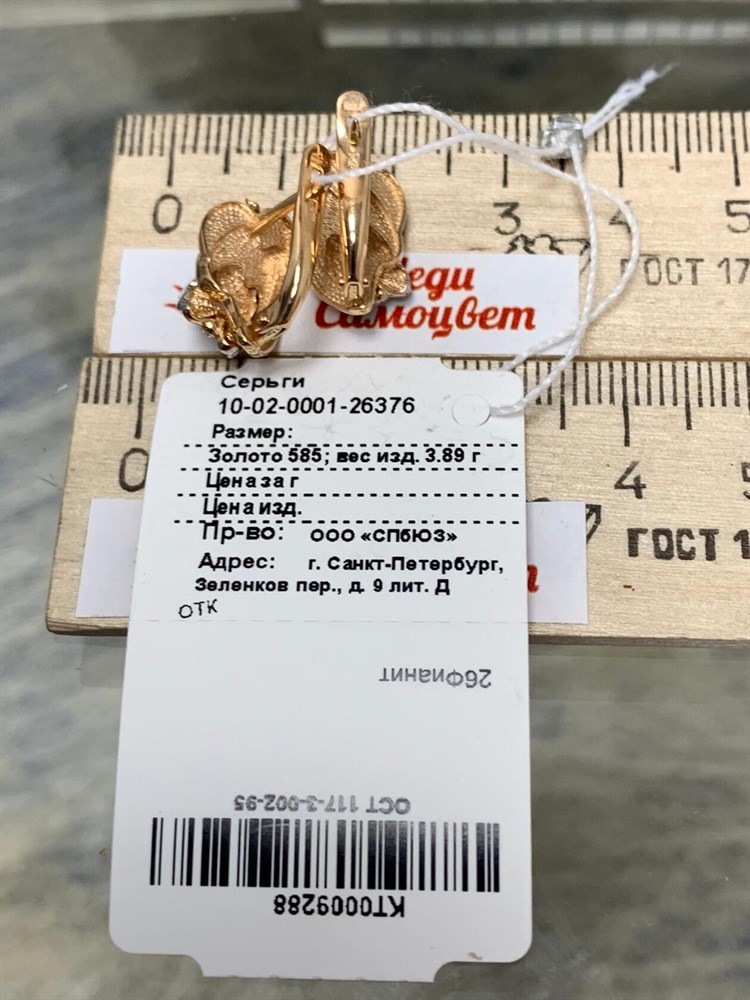 0 3 4 5
ГОСТ 17
Леди
Самоцвет
0 4 5
ГОСТ 1
Серьги
10-02-0001-26376
Размер:
Золото 585; вес изд. 3.89 г
Цена за г
Цена изд.
Пр-во: ООО «СПбЮЗ»
Адрес: г. Санкт-Петербург,
Зеленков пер., д. 9 лит. Д
ОТК
26Фианит
ОСТ 117-3-002-95
КТ0009288